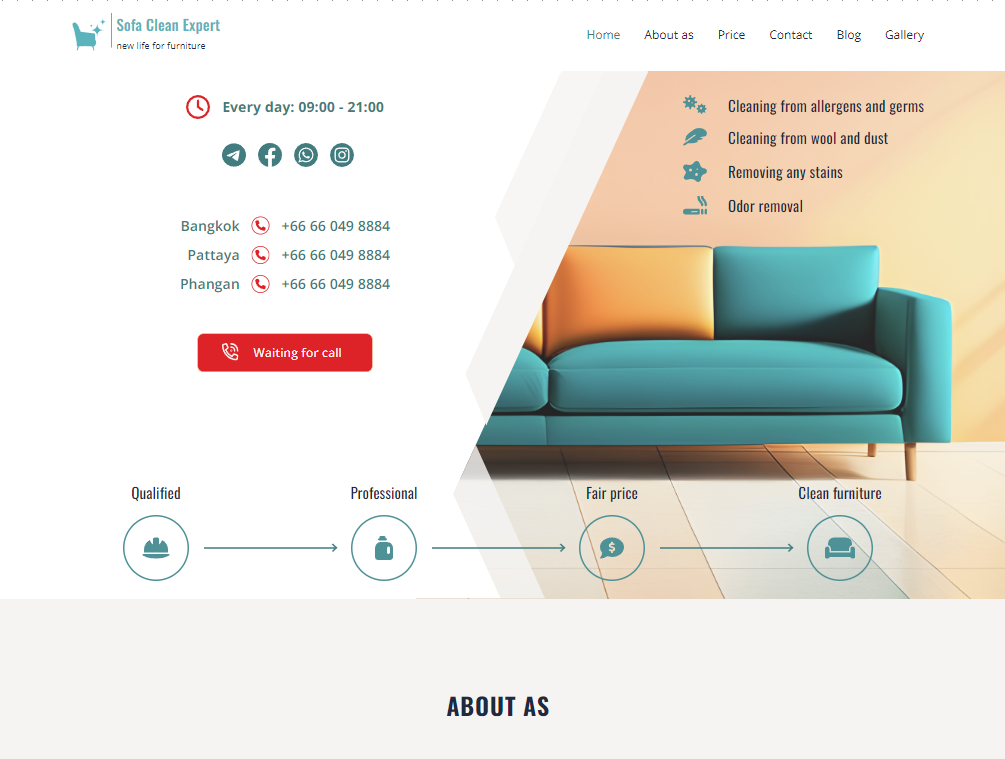 Sofa Clean Expert
new life for furniture
Home About as Price Contact Blog Gallery
Every day: 09:00 - 21:00
Bangkok +66 66 049 8884
Pattaya +66 66 049 8884
Phangan +66 66 049 8884
Waiting for call
Cleaning from allergens and germs
Cleaning from wool and dust
Removing any stains
Odor removal
Qualified Professional Fair price Clean furniture
$
ABOUT AS